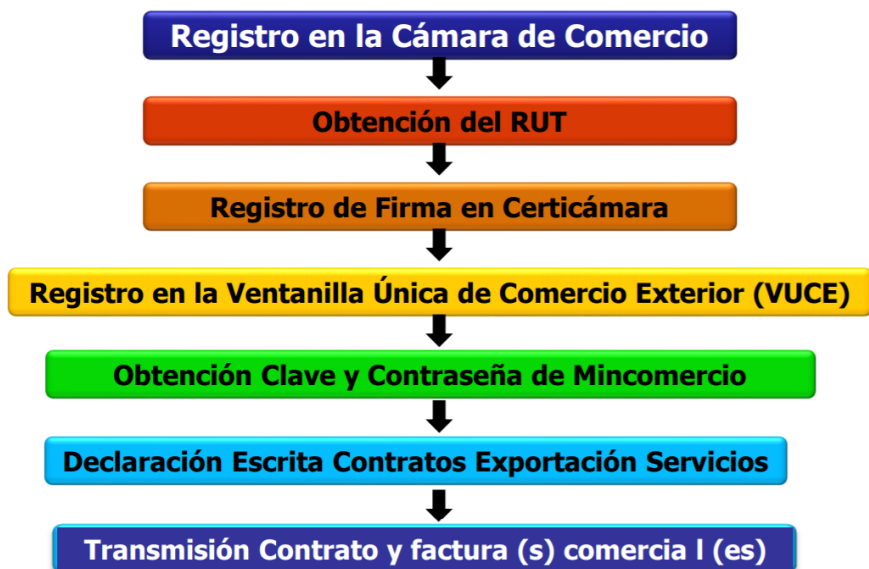 Registro en la Cámara de Comercio
Obtención del RUT
Registro de Firma en Certicámara
Registro en la Ventanilla Única de Comercio Exterior (VUCE)
Obtención Clave y Contraseña de Mincomercio
Declaración Escrita Contratos Exportación Servicios
Transmisión Contrato y factura (s) comercia l (es)